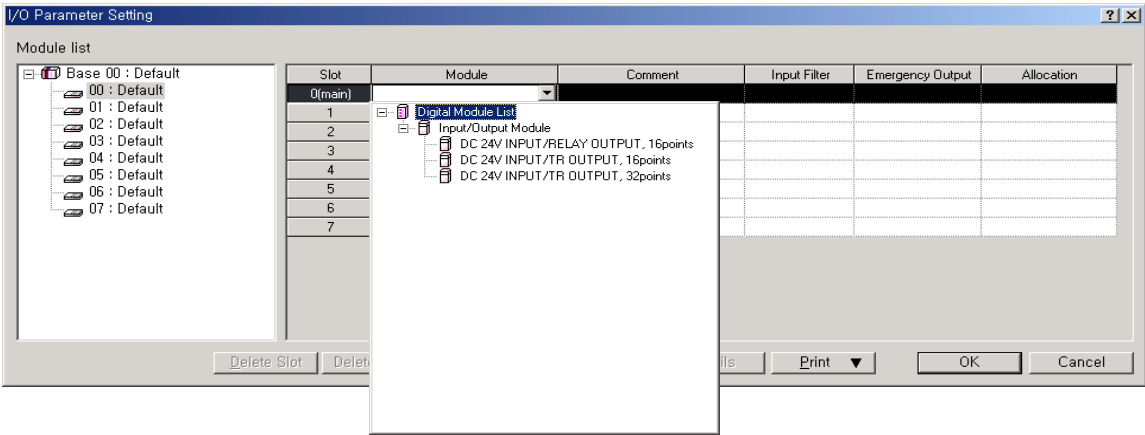 I/O Parameter Setting
Module list
Base 00 : Default
00 : Default
01 : Default
02 : Default
03 : Default
04 : Default
05 : Default
06 : Default
07 : Default
Slot Module Comment Input Filter Emergency Output Allocation
0(main)
1
2
3
4
5
6
7
Digital Module List
Input/Output Module
DC 24V INPUT/RELAY OUTPUT, 16points
DC 24V INPUT/TR OUTPUT, 16points
DC 24V INPUT/TR OUTPUT, 32points
Delete Slot Print OK Cancel